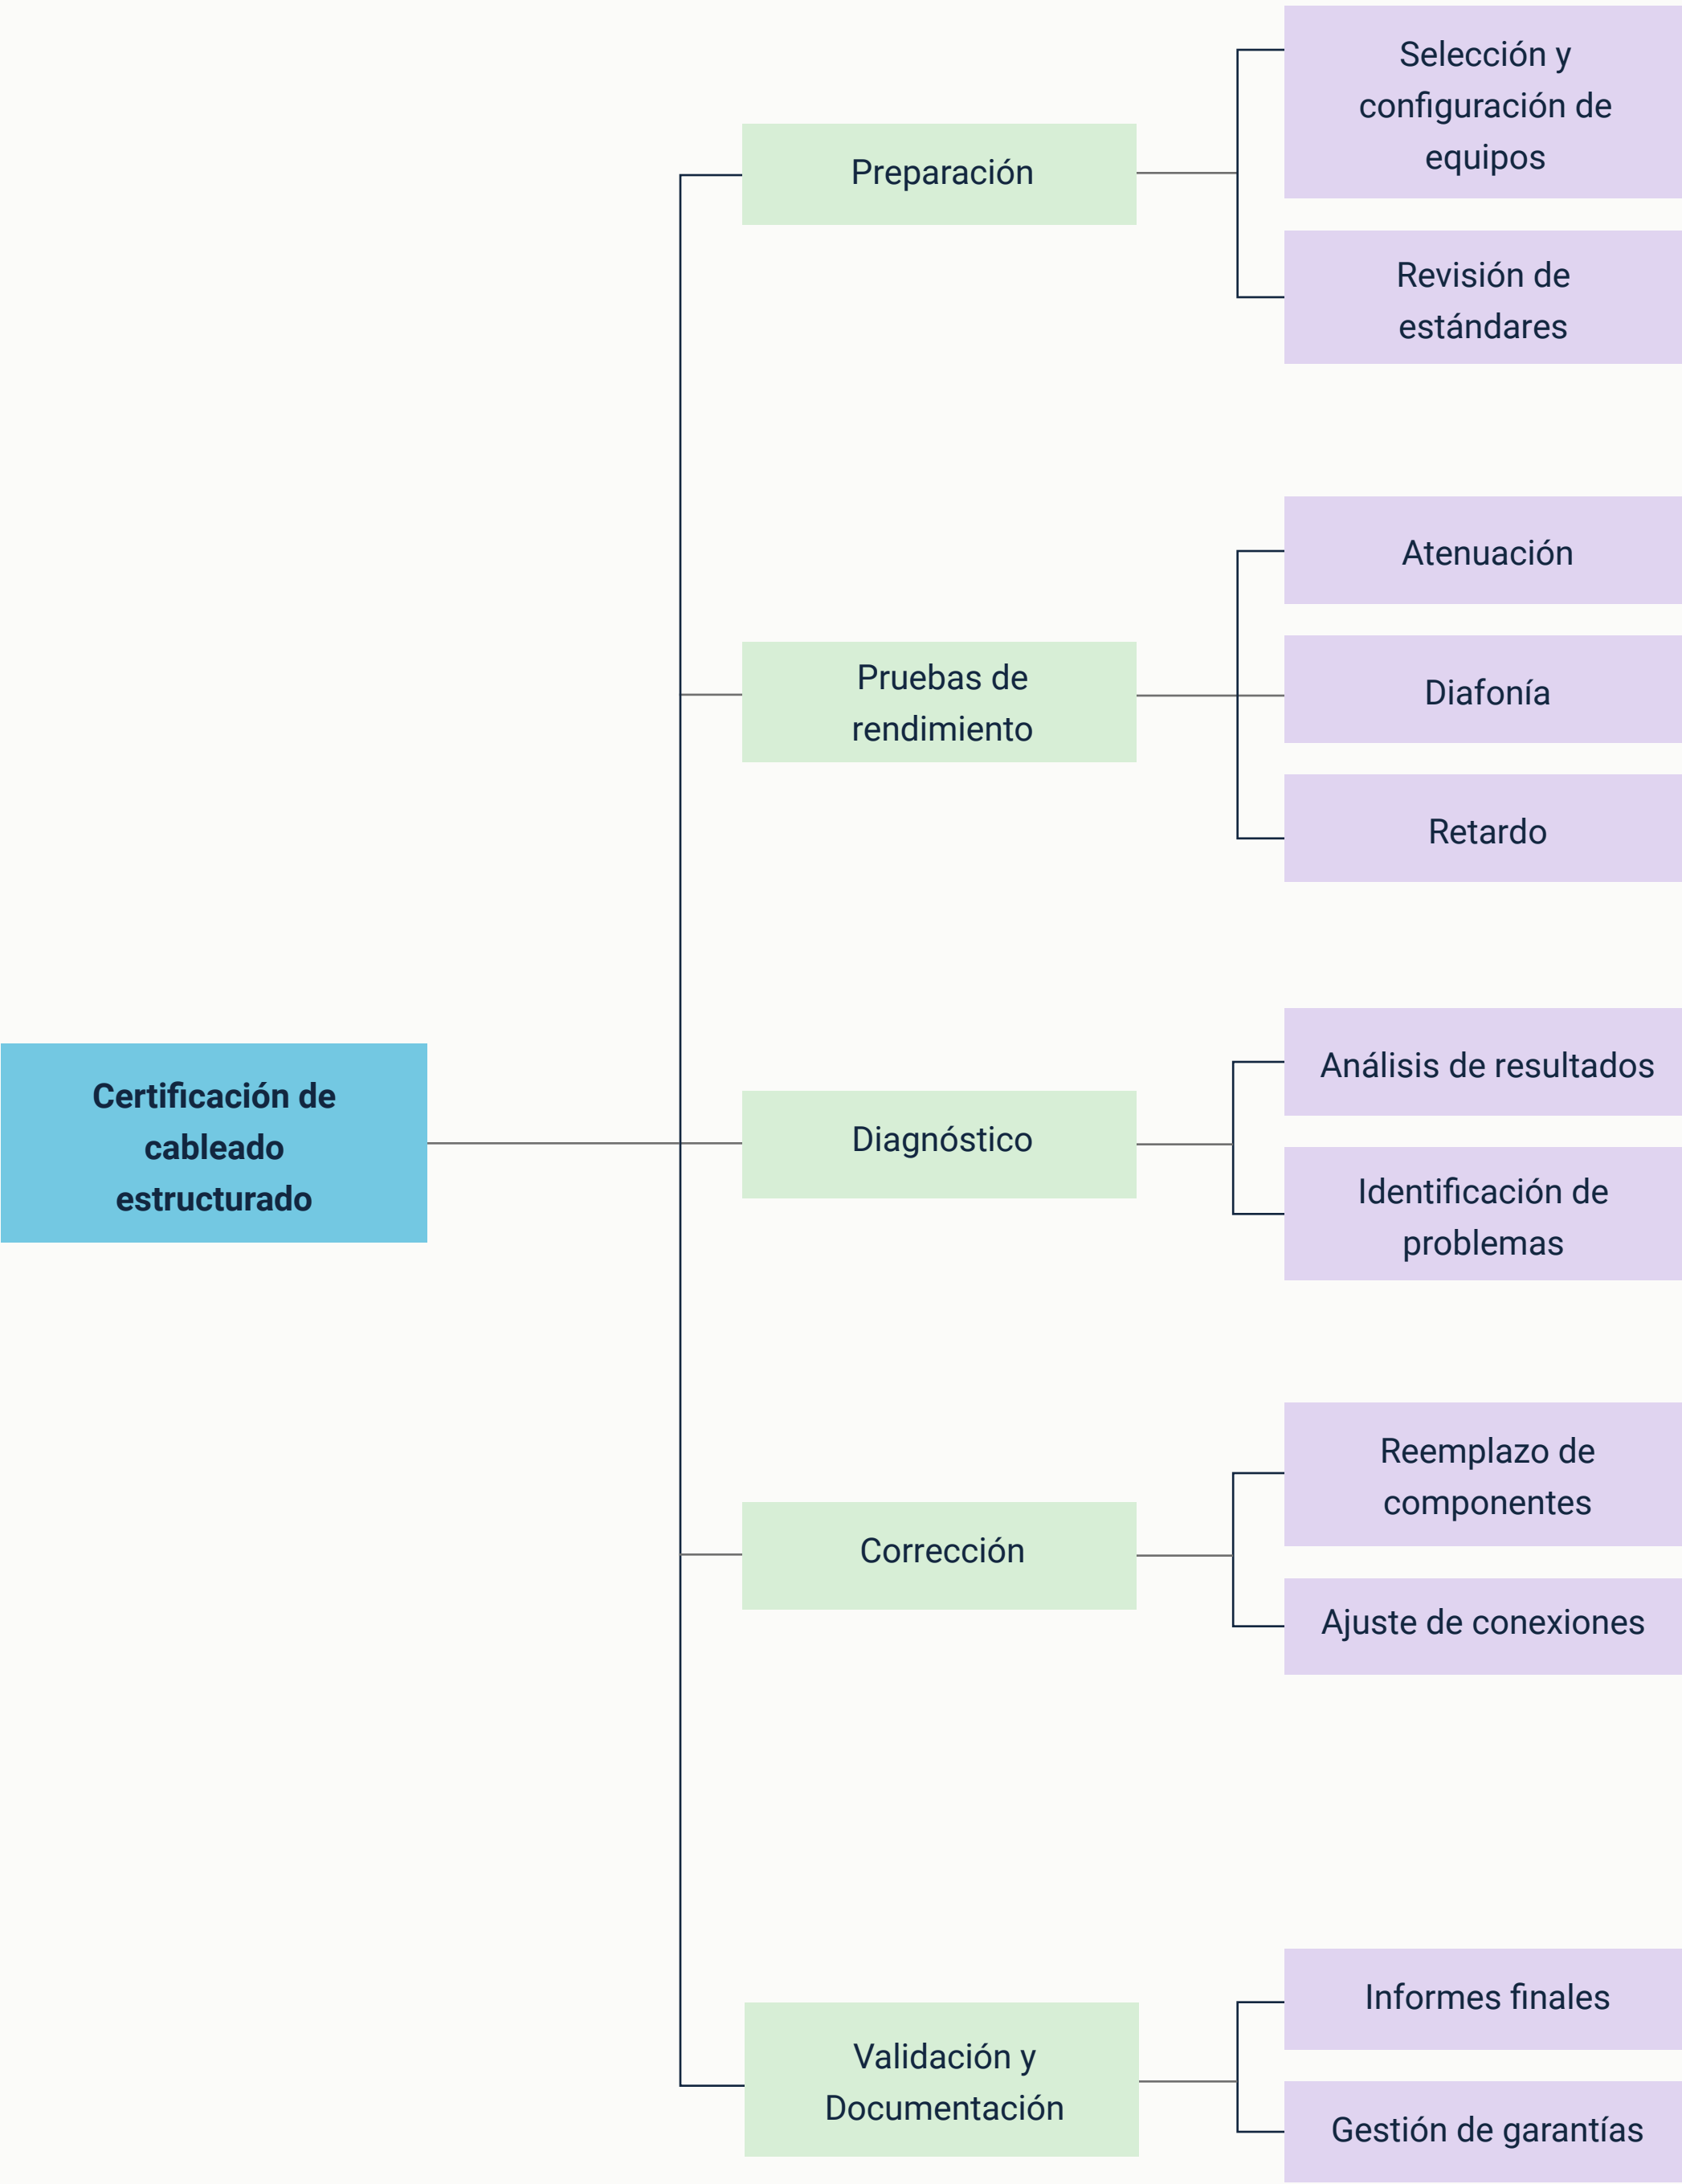 Certificación de
cableado
estructurado
Preparación
Selección y
configuración de
equipos
Revisión de
estándares
Pruebas de
rendimiento
Atenuación
Diafonía
Retardo
Diagnóstico
Análisis de resultados
Identificación de
problemas
Corrección
Reemplazo de
componentes
Ajuste de conexiones
Validación y
Documentación
Informes finales
Gestión de garantías